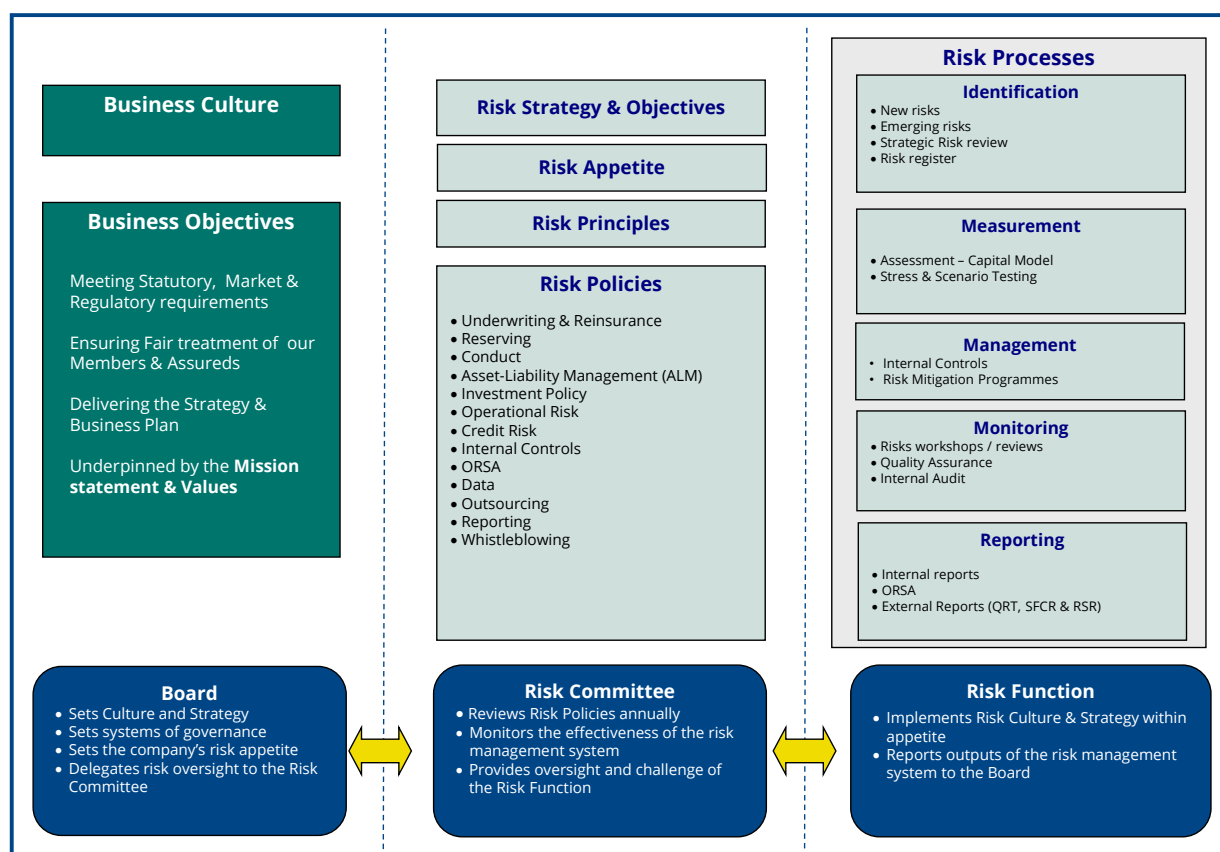 Business Culture
Business Objectives
Meeting Statutory, Market &
Regulatory requirements
Ensuring Fair treatment of our
Members & Assureds
Delivering the Strategy &
Business Plan
Underpinned by the Mission
statement & Values
Risk Strategy & Objectives
Risk Appetite
Risk Principles
Risk Policies
• Underwriting & Reinsurance
• Reserving
• Conduct
• Asset-Liability Management (ALM)
• Investment Policy
• Operational Risk
• Credit Risk
• Internal Controls
• ORSA
• Data
• Outsourcing
• Reporting
• Whistleblowing
Risk Processes
Identification
• New risks
• Emerging risks
• Strategic Risk review
• Risk register
Measurement
• Assessment – Capital Model
• Stress & Scenario Testing
Management
• Internal Controls
• Risk Mitigation Programmes
Monitoring
• Risks workshops / reviews
• Quality Assurance
• Internal Audit
Reporting
• Internal reports
• ORSA
• External Reports (QRT, SFCR & RSR)
Board
• Sets Culture and Strategy
• Sets systems of governance
• Sets the company's risk appetite
• Delegates risk oversight to the Risk
Committee
Risk Committee
• Reviews Risk Policies annually
• Monitors the effectiveness of the risk
management system
• Provides oversight and challenge of
the Risk Function
Risk Function
• Implements Risk Culture & Strategy within
appetite
• Reports outputs of the risk management
system to the Board